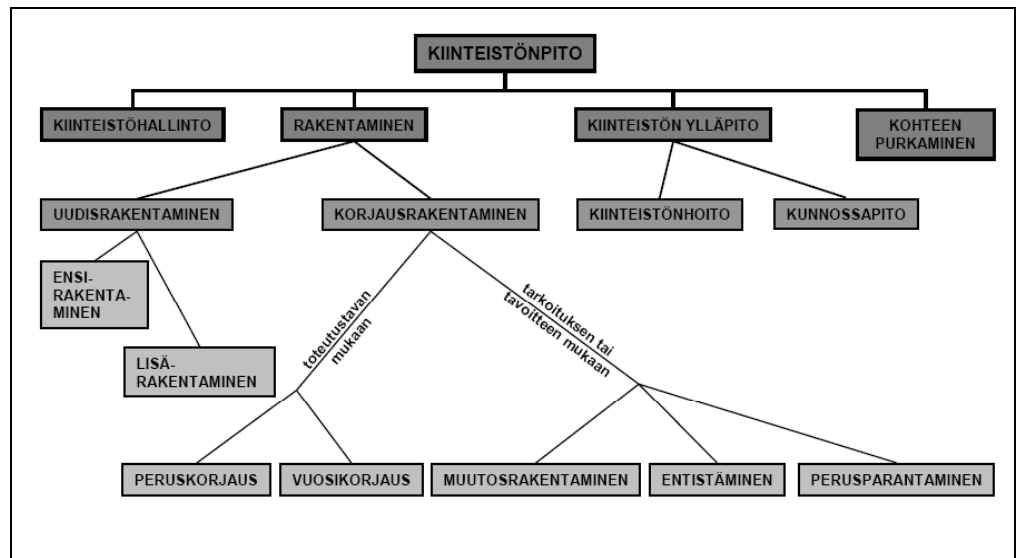 KIINTEISTÖNPITO
KIINTEISTÖHALLINTO
RAKENTAMINEN
KIINTEISTÖN YLLÄPITO
KOHTEEN
PURKAMINEN
UUDISRAKENTAMINEN
KORJAUSRAKENTAMINEN
KIINTEISTÖNHOITO
KUNNOSSAPITO
ENSI-
RAKENTA-
MINEN
LISÄ-
RAKENTAMINEN
toteutustavan
mukaan
tarkoituksen tai
tavoitteen mukaan
PERUSKORJAUS
VUOSIKORJAUS
MUUTOSRAKENTAMINEN
ENTISTÄMINEN
PERUSPARANTAMINEN